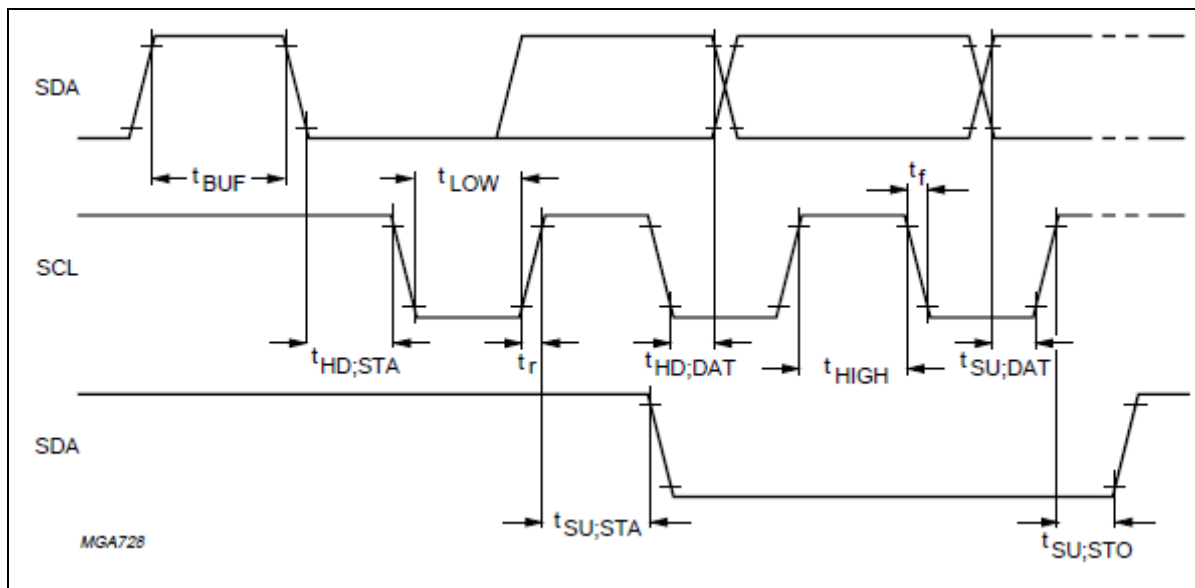 SDA
tBUF
tLOW
tf
SCL
tHD;STA
tr
tHD;DAT
tHIGH
tSU;DAT
SDA
tSU;STA
tSU;STO
MGA728